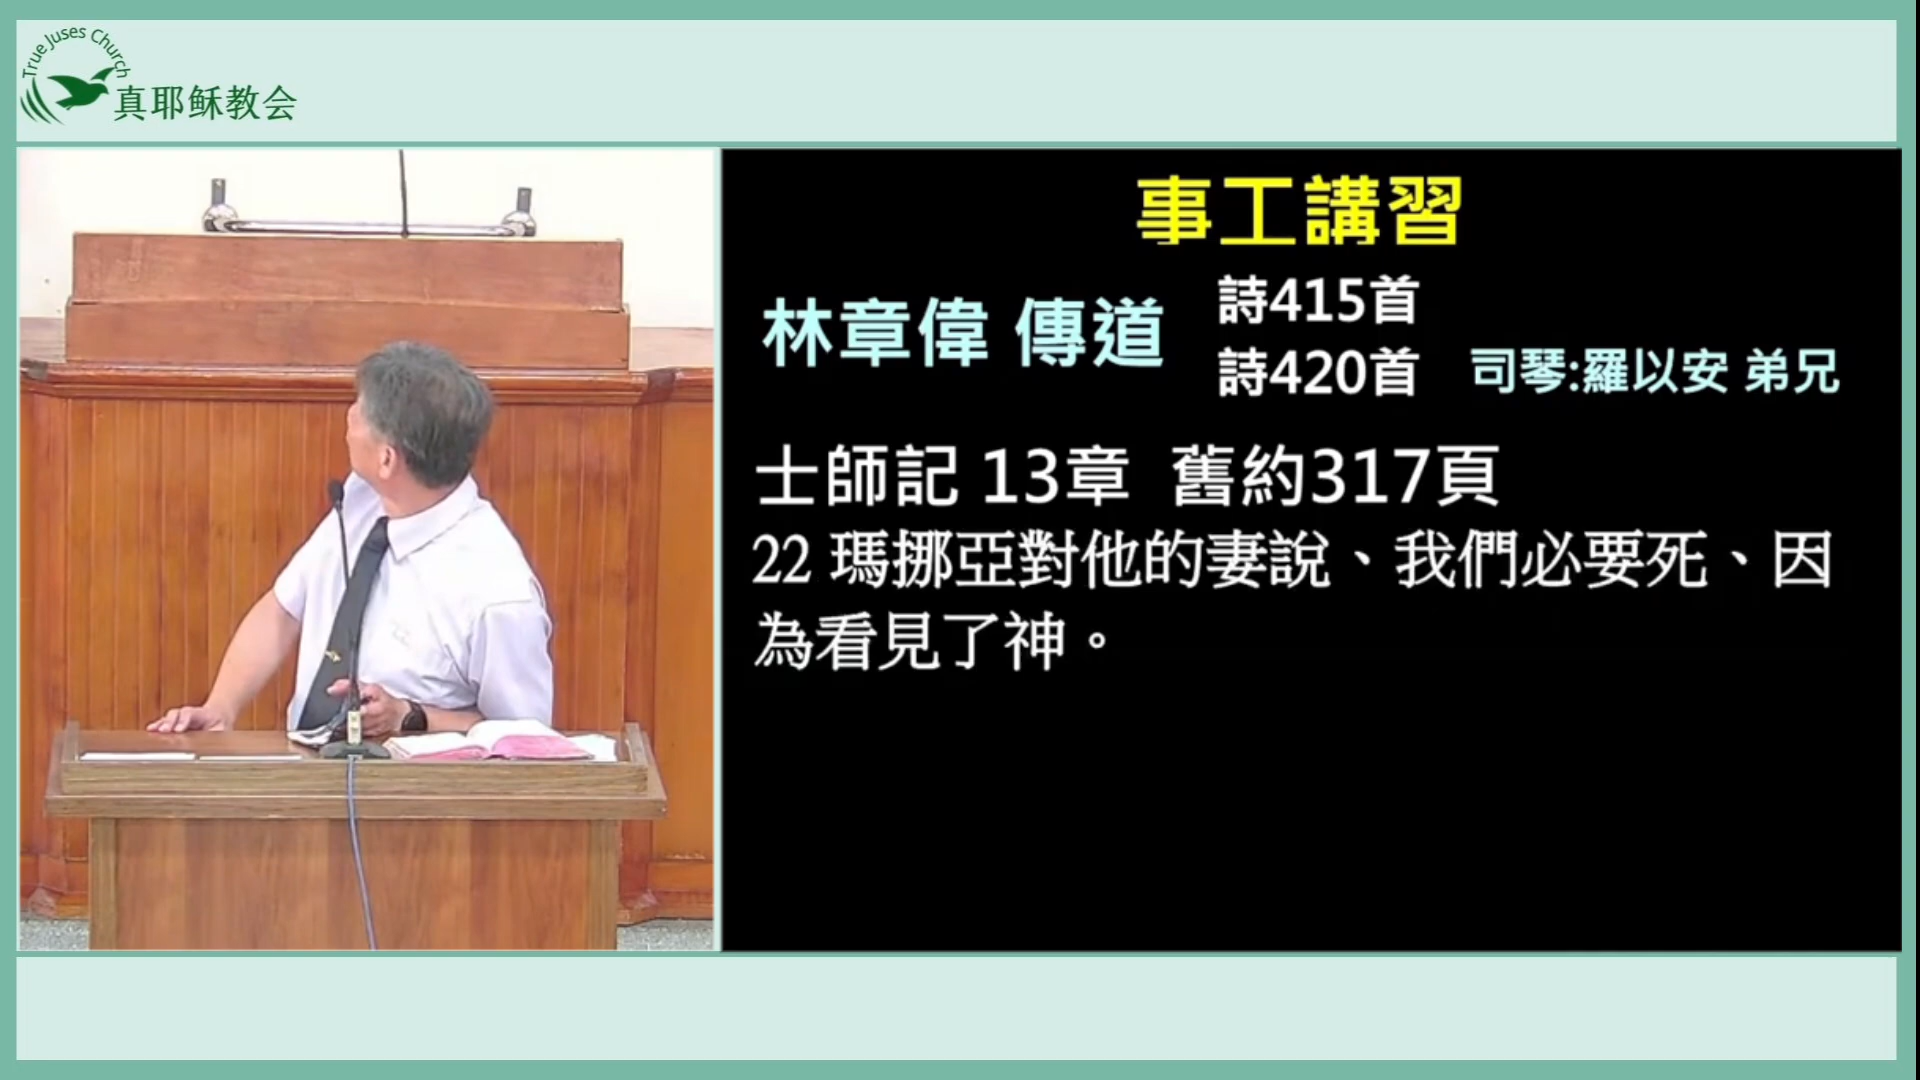 True Juses Church
真耶稣教会
事工講習
林章偉 傳道
詩415首
詩420首
司琴:羅以安 弟兄
士師記 13章 舊約317頁
22 瑪挪亞對他的妻說、我們必要死、因
為看見了神。